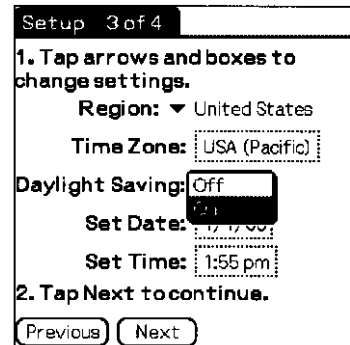 Setup 3 of 4
1. Tap arrows and boxes to
change settings.
Region: ▼ United States
Time Zone: USA (Pacific)
Daylight Saving: Off
On
Set Date:
Set Time: 1:55 pm
2. Tap Next to continue.
Previous Next